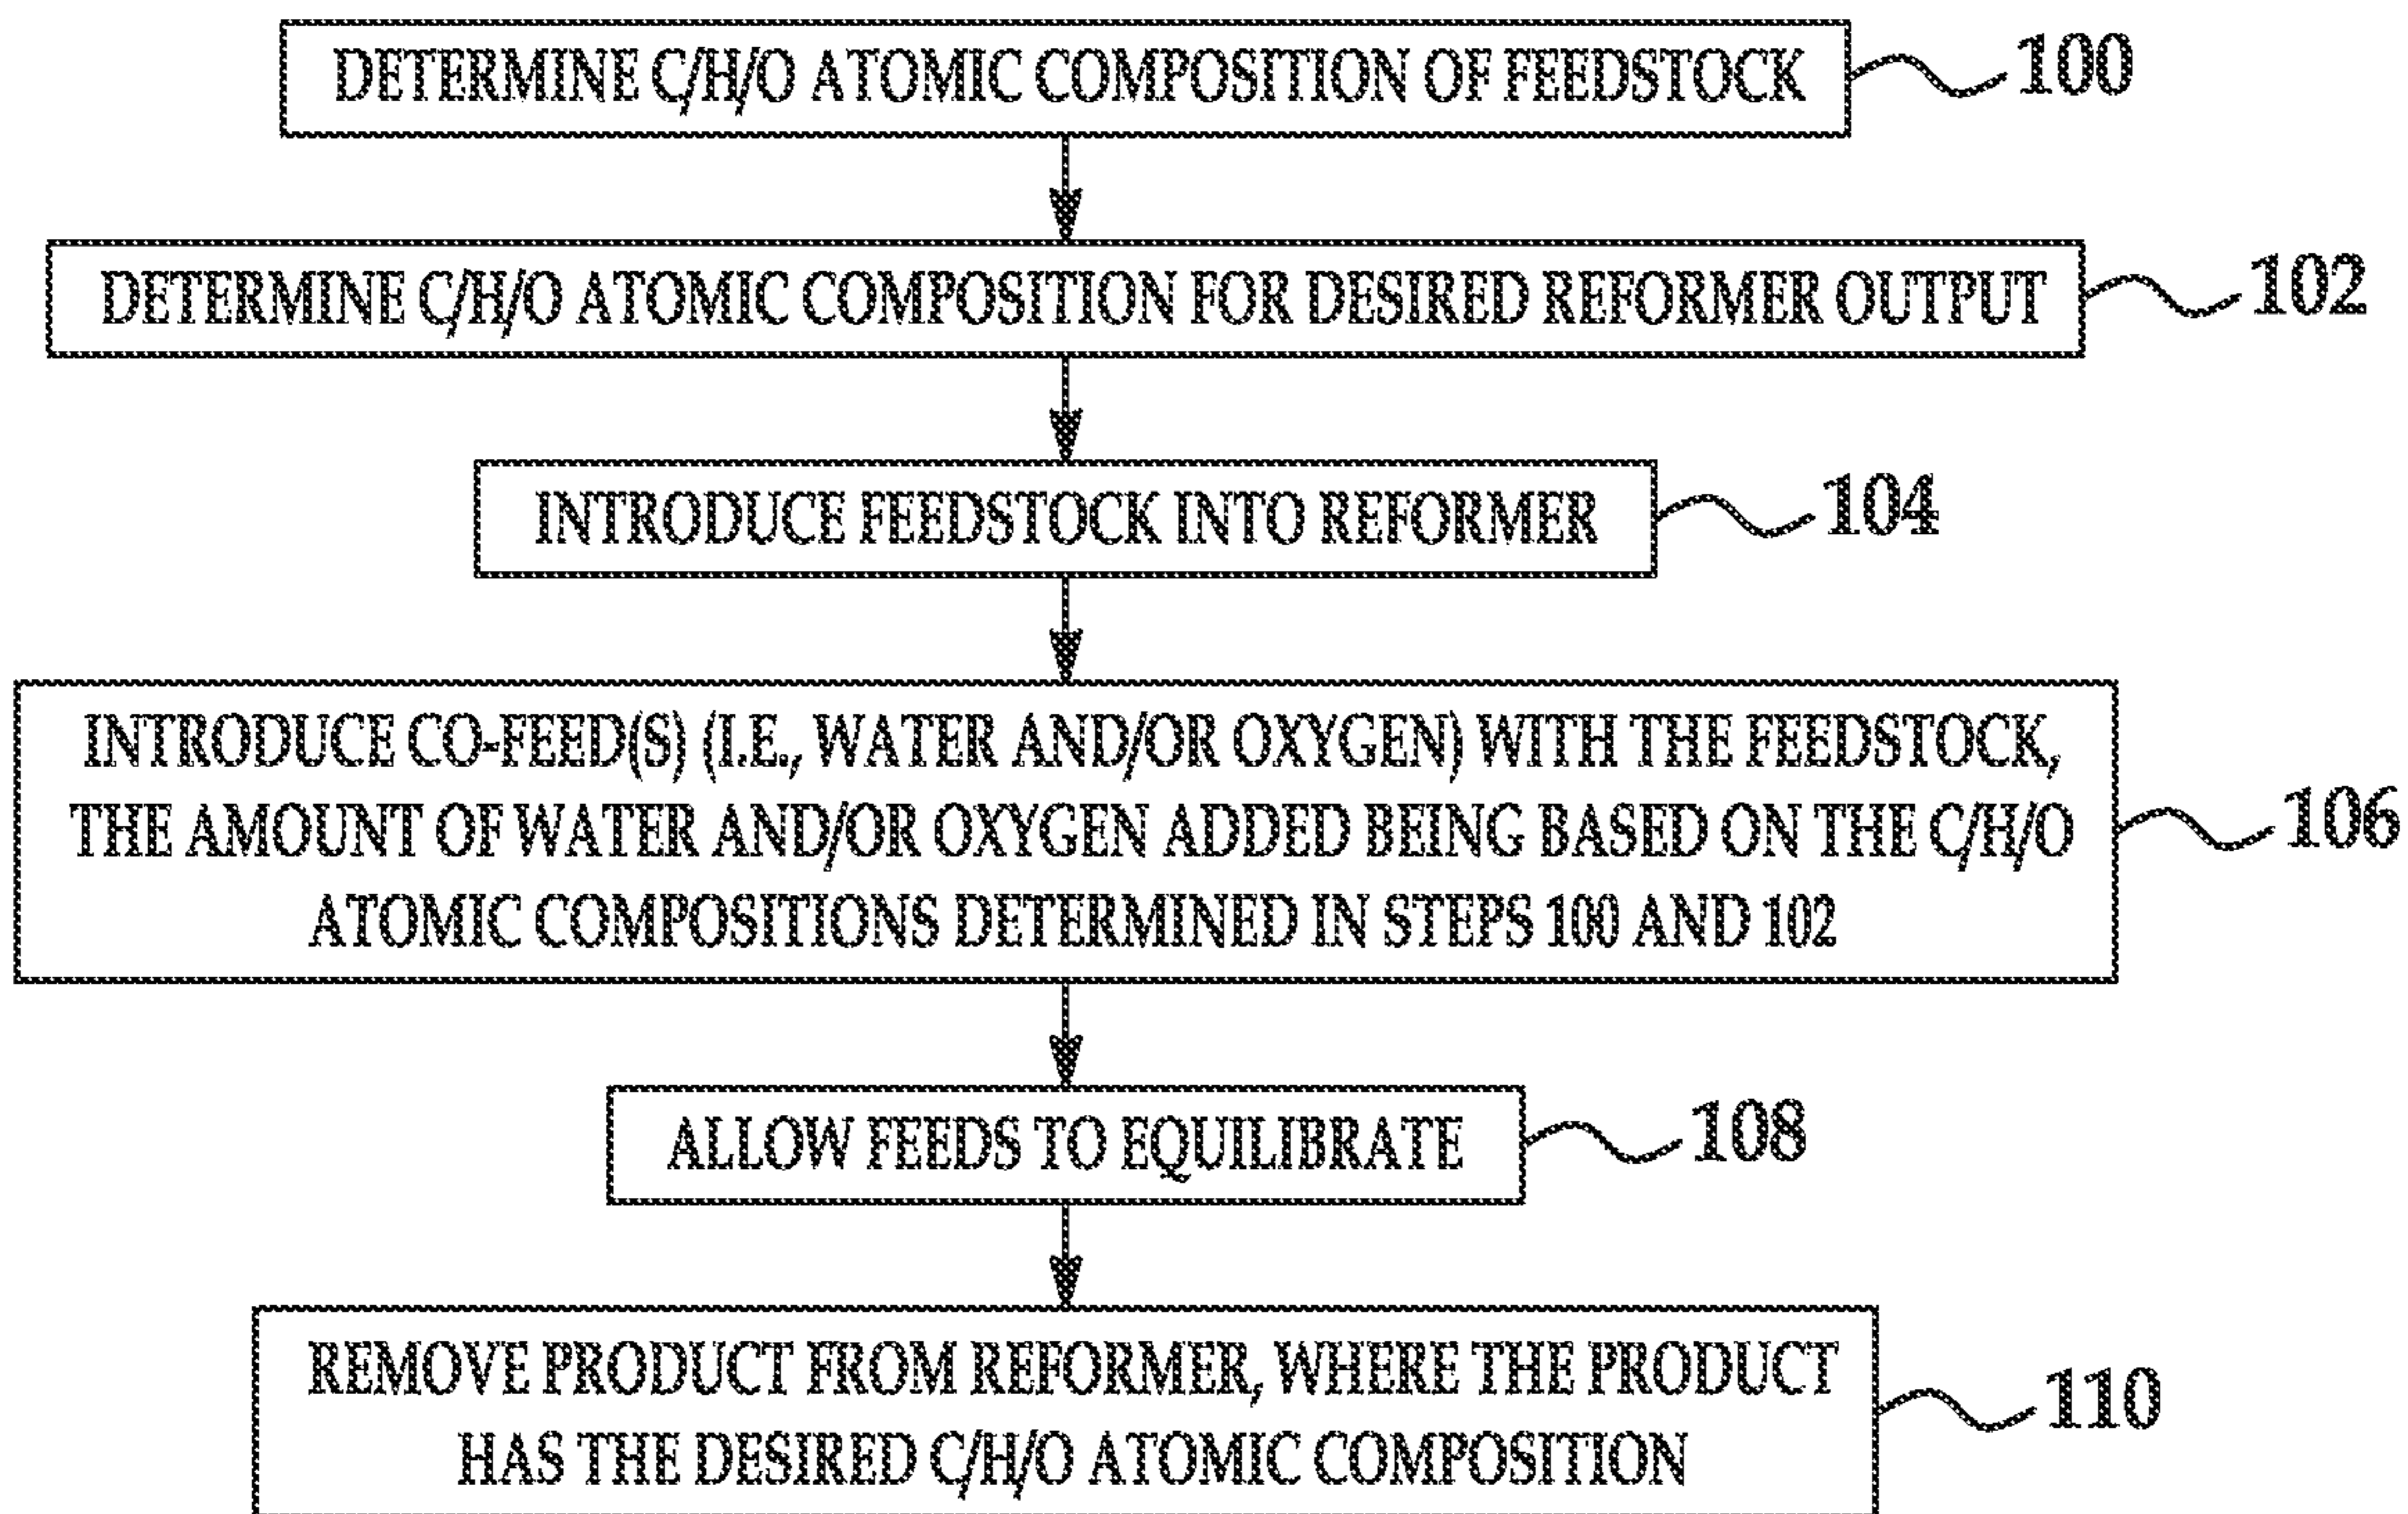 DETERMINE C/H/O ATOMIC COMPOSITION OF FEEDSTOCK
100
DETERMINE C/H/O ATOMIC COMPOSITION FOR DESIRED REFORMER OUTPUT
102
INTRODUCE FEEDSTOCK INTO REFORMER
104
INTRODUCE CO-FEED(S) (I.E., WATER AND/OR OXYGEN) WITH THE FEEDSTOCK,
THE AMOUNT OF WATER AND/OR OXYGEN ADDED BEING BASED ON THE C/H/O
ATOMIC COMPOSITIONS DETERMINED IN STEPS 100 AND 102
106
ALLOW FEEDS TO EQUILIBRATE
108
REMOVE PRODUCT FROM REFORMER, WHERE THE PRODUCT
HAS THE DESIRED C/H/O ATOMIC COMPOSITION
110